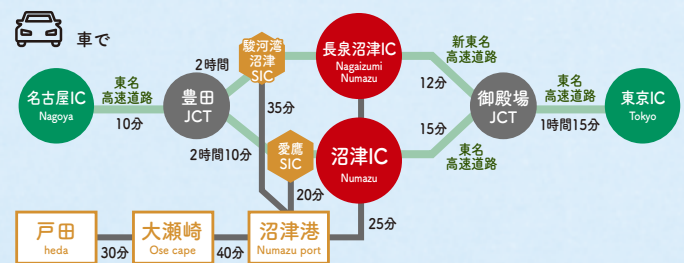 車で
名古屋IC
Nagoya
東名
高速道路
10分
豊田
JCT
2時間
2時間10分
駿河湾
沼津
SIC
35分
愛鷹
SIC
20分
長泉沼津IC
Nagaizumi
Numazu
沼津IC
Numazu
25分
新東名
高速道路
12分
15分
東名
高速道路
御殿場
JCT
東名
高速道路
1時間15分
東京IC
Tokyo
戸田
heda
30分
大瀬崎
Ose cape
40分
沼津港
Numazu port